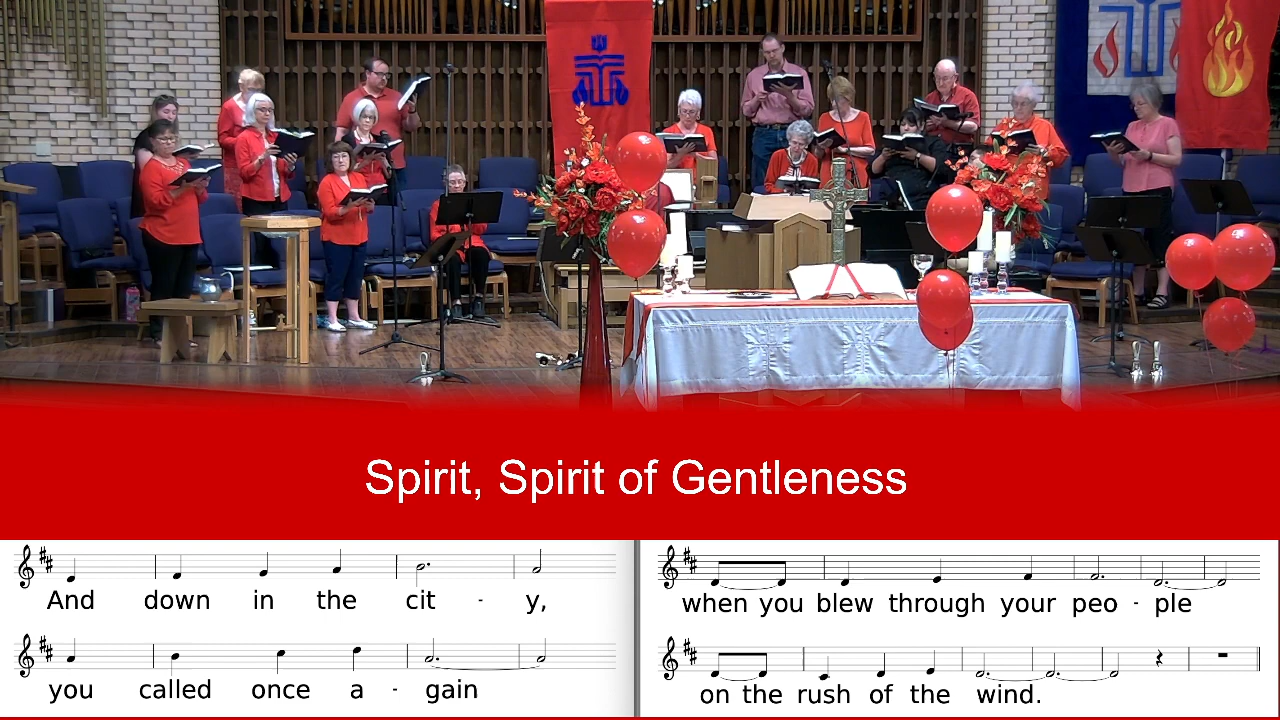 Spirit, Spirit of Gentleness
And down in the cit - y,
you called once a - gain
when you blew through your peo - ple
on the rush of the wind.